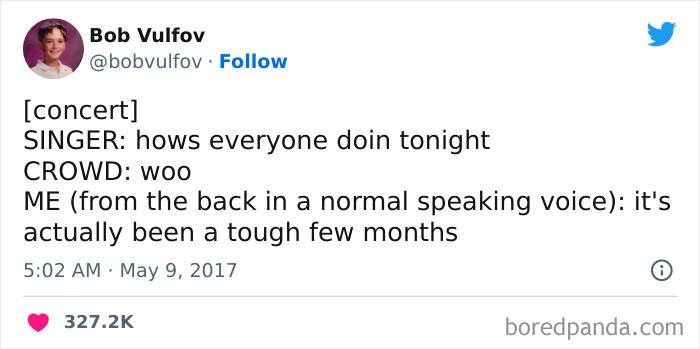 Bob Vulfov
@bobvulfov · Follow
[concert]
SINGER: hows everyone doin tonight
CROWD: woo
ME (from the back in a normal speaking voice): it's
actually been a tough few months
5:02 AM · May 9, 2017
327.2K
boredpanda.com